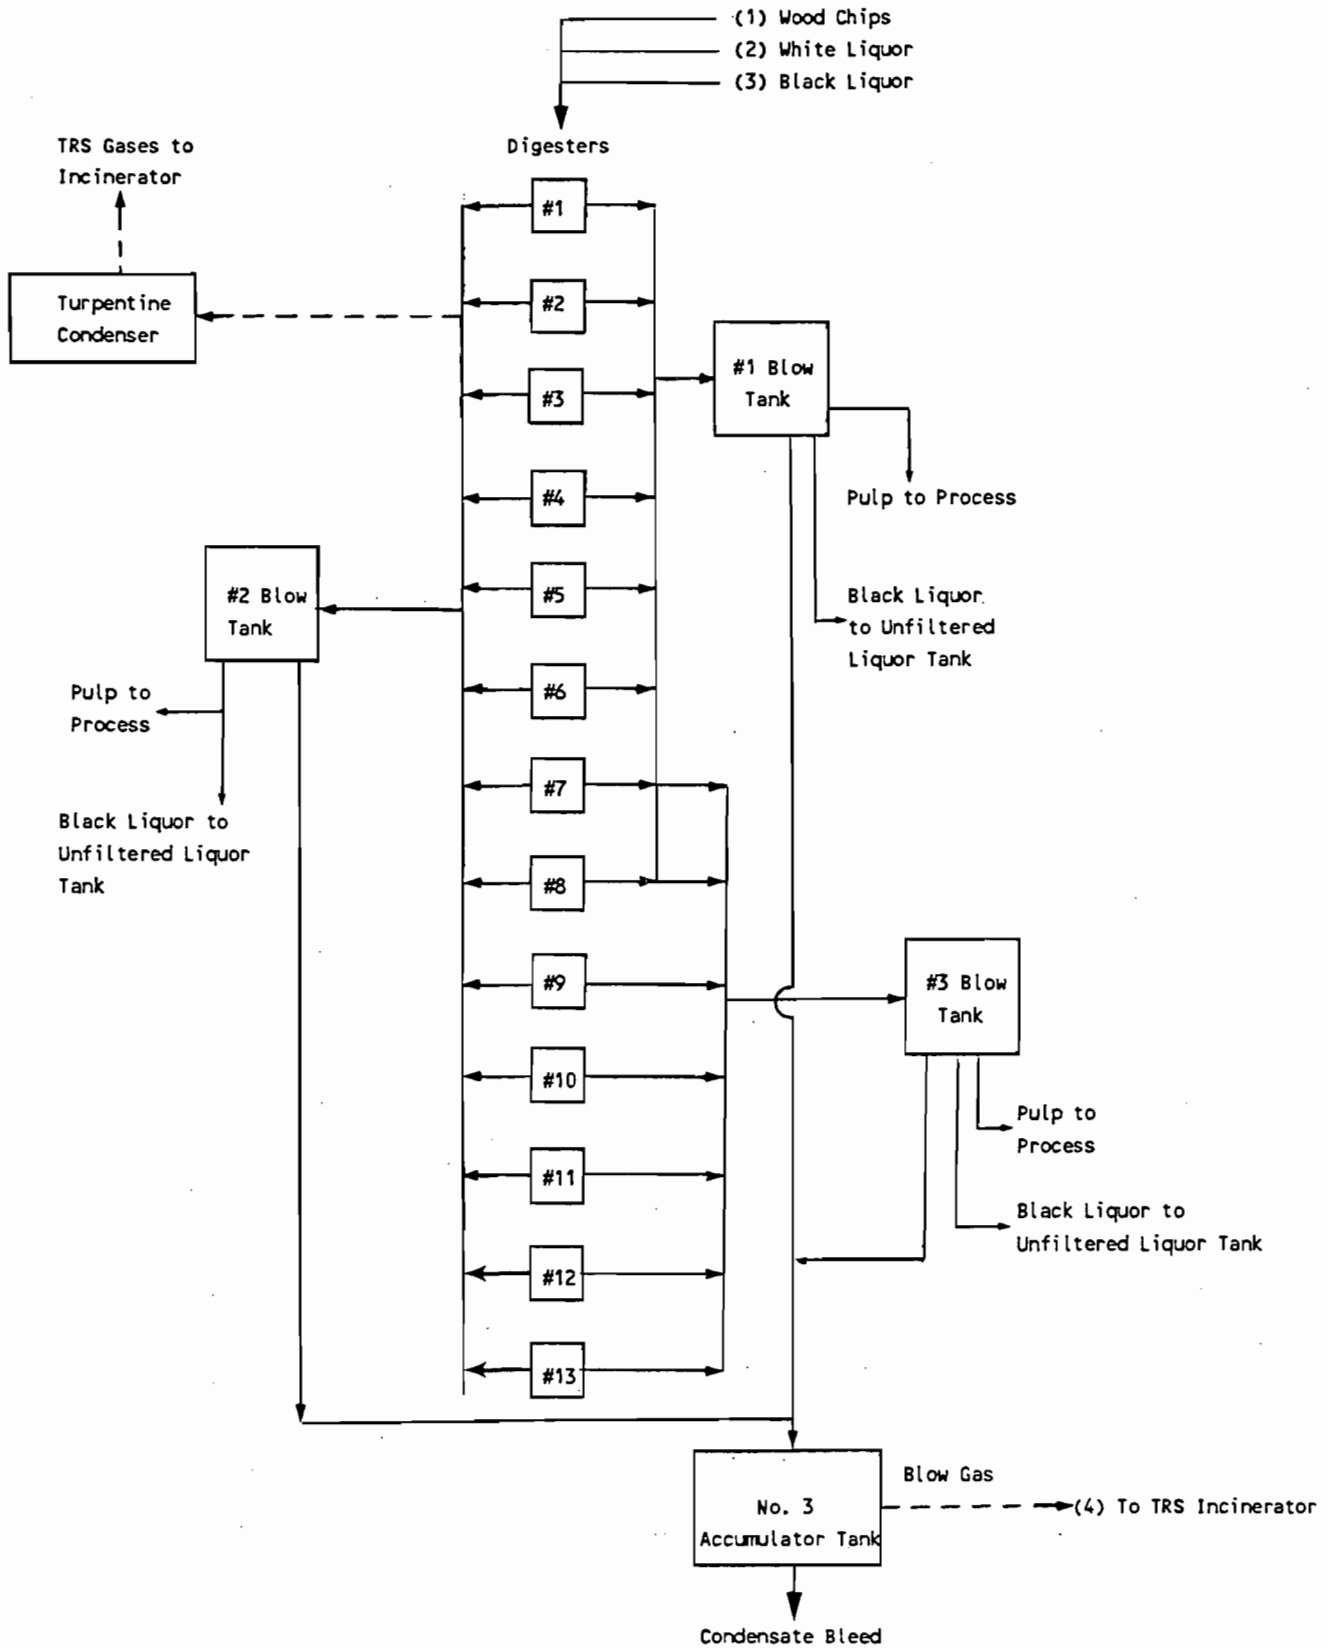 (1) Wood Chips
(2) White Liquor
(3) Black Liquor
Digesters
TRS Gases to
Incinerator
#1
Turpentine
Condenser
#2
#1 Blow
Tank
#3
#4
Pulp to Process
#5
Black Liquor
to Unfiltered
Liquor Tank
#2 Blow
Tank
#6
Pulp to
Process
#7
Black Liquor to
Unfiltered Liquor
Tank
#8
#9
#3 Blow
Tank
#10
Pulp to
Process
#11
Black Liquor to
Unfiltered Liquor Tank
#12
#13
Blow Gas
No. 3
Accumulator Tank
(4) To TRS Incinerator
Condensate Bleed